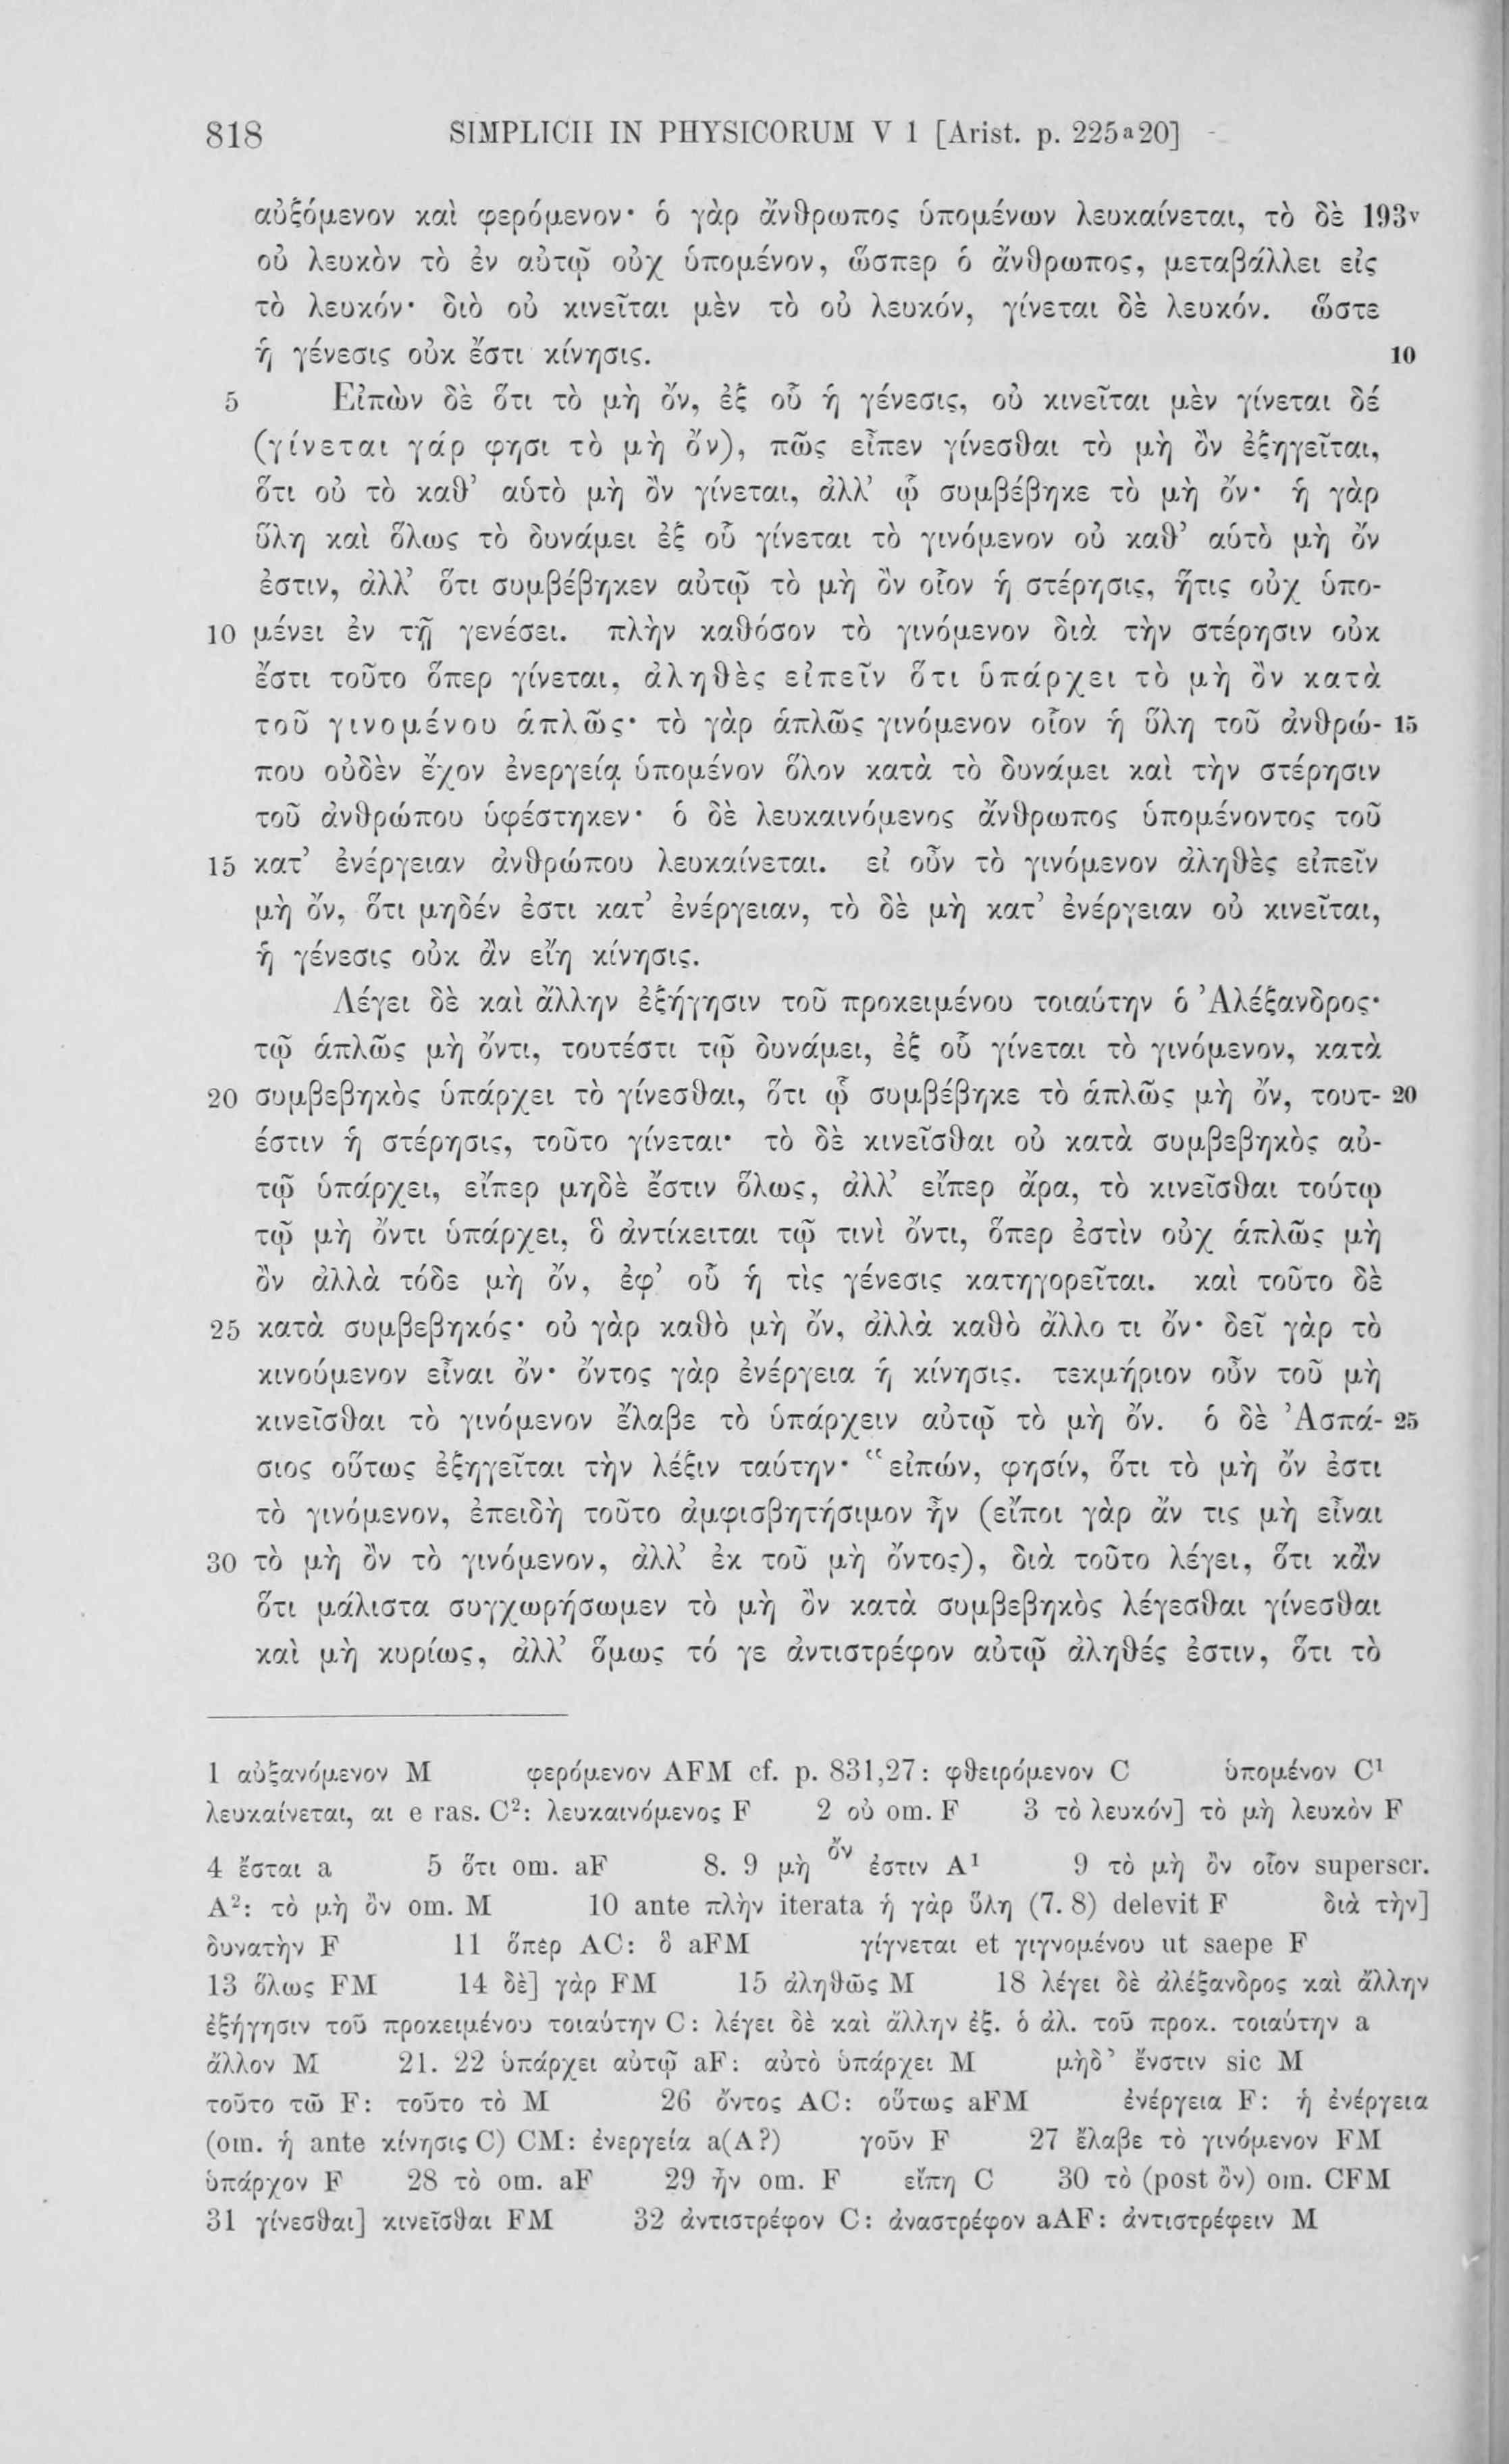 818 SIMPLICII IN PHYSICORUM V 1 [Arist. p. 225ᵃ20]
αὐξόμενον καὶ φερόμενον· ὁ γὰρ ἄνθρωπος ὑπομένων λευκαίνεται, τὸ δὲ 193ᵛ
οὐ λευκὸν τὸ ἐν αὐτῷ οὐχ ὑπομένον, ὥσπερ ὁ ἄνθρωπος, μεταβάλλει εἰς
τὸ λευκόν· διὸ οὐ κινεῖται μὲν τὸ οὐ λευκόν, γίνεται δὲ λευκόν. ὥστε
ἡ γένεσις οὐκ ἔστι κίνησις. 10
5 Εἰπὼν δὲ ὅτι τὸ μὴ ὄν, ἐξ οὗ ἡ γένεσις, οὐ κινεῖται μὲν γίνεται δέ
(γίνεται γάρ φησι τὸ μὴ ὄν), πῶς εἶπεν γίνεσθαι τὸ μὴ ὂν ἐξηγεῖται,
ὅτι οὐ τὸ καθ’ αὑτὸ μὴ ὂν γίνεται, ἀλλ’ ᾧ συμβέβηκε τὸ μὴ ὄν· ἡ γὰρ
ὕλη καὶ ὅλως τὸ δυνάμει ἐξ οὗ γίνεται τὸ γινόμενον οὐ καθ’ αὑτὸ μὴ ὄν
ἐστιν, ἀλλ’ ὅτι συμβέβηκεν αὐτῷ τὸ μὴ ὂν οἷον ἡ στέρησις, ἥτις οὐχ ὑπο-
10 μένει ἐν τῇ γενέσει. πλὴν καθόσον τὸ γινόμενον διὰ τὴν στέρησιν οὐκ
ἔστι τοῦτο ὅπερ γίνεται, ἀληθὲς εἰπεῖν ὅτι ὑπάρχει τὸ μὴ ὂν κατὰ
τοῦ γινομένου ἁπλῶς· τὸ γὰρ ἁπλῶς γινόμενον οἷον ἡ ὕλη τοῦ ἀνθρώ- 15
που οὐδὲν ἔχον ἐνεργείᾳ ὑπομένον ὅλον κατὰ τὸ δυνάμει καὶ τὴν στέρησιν
τοῦ ἀνθρώπου ὑφέστηκεν· ὁ δὲ λευκαινόμενος ἄνθρωπος ὑπομένοντος τοῦ
15 κατ’ ἐνέργειαν ἀνθρώπου λευκαίνεται. εἰ οὖν τὸ γινόμενον ἀληθὲς εἰπεῖν
μὴ ὄν, ὅτι μηδέν ἐστι κατ’ ἐνέργειαν, τὸ δὲ μὴ κατ’ ἐνέργειαν οὐ κινεῖται,
ἡ γένεσις οὐκ ἂν εἴη κίνησις.
Λέγει δὲ καὶ ἄλλην ἐξήγησιν τοῦ προκειμένου τοιαύτην ὁ Ἀλέξανδρος·
τῷ ἁπλῶς μὴ ὄντι, τουτέστι τῷ δυνάμει, ἐξ οὗ γίνεται τὸ γινόμενον, κατὰ
20 συμβεβηκὸς ὑπάρχει τὸ γίνεσθαι, ὅτι ᾧ συμβέβηκε τὸ ἁπλῶς μὴ ὄν, τουτ- 20
έστιν ἡ στέρησις, τοῦτο γίνεται· τὸ δὲ κινεῖσθαι οὐ κατὰ συμβεβηκὸς αὐ-
τῷ ὑπάρχει, εἴπερ μηδὲ ἔστιν ὅλως, ἀλλ’ εἴπερ ἄρα, τὸ κινεῖσθαι τούτῳ
τῷ μὴ ὄντι ὑπάρχει, ὃ ἀντίκειται τῷ τινὶ ὄντι, ὅπερ ἐστὶν οὐχ ἁπλῶς μὴ
ὂν ἀλλὰ τόδε μὴ ὄν, ἐφ’ οὗ ἡ τὶς γένεσις κατηγορεῖται. καὶ τοῦτο δὲ
25 κατὰ συμβεβηκός· οὐ γὰρ καθὸ μὴ ὄν, ἀλλὰ καθὸ ἄλλο τι ὄν· δεῖ γὰρ τὸ
κινούμενον εἶναι ὄν· ὄντος γὰρ ἐνέργεια ἡ κίνησις. τεκμήριον οὖν τοῦ μὴ
κινεῖσθαι τὸ γινόμενον ἔλαβε τὸ ὑπάρχειν αὐτῷ τὸ μὴ ὄν. ὁ δὲ Ἀσπά- 25
σιος οὕτως ἐξηγεῖται τὴν λέξιν ταύτην· “εἰπών, φησίν, ὅτι τὸ μὴ ὄν ἐστι
τὸ γινόμενον, ἐπειδὴ τοῦτο ἀμφισβητήσιμον ἦν (εἴποι γὰρ ἄν τις μὴ εἶναι
30 τὸ μὴ ὂν τὸ γινόμενον, ἀλλ’ ἐκ τοῦ μὴ ὄντος), διὰ τοῦτο λέγει, ὅτι κἂν
ὅτι μάλιστα συγχωρήσωμεν τὸ μὴ ὂν κατὰ συμβεβηκὸς λέγεσθαι γίνεσθαι
καὶ μὴ κυρίως, ἀλλ’ ὅμως τό γε ἀντιστρέφον αὐτῷ ἀληθές ἐστιν, ὅτι τὸ
1 αὐξανόμενον M φερόμενον AFM cf. p. 831,27: φθειρόμενον C ὑπομένον C¹
λευκαίνεται, αι e ras. C²: λευκαινόμενος F 2 οὐ om. F 3 τὸ λευκόν] τὸ μὴ λευκὸν F
4 ἔσται a 5 ὅτι om. aF 8. 9 μὴ ὄν ἐστιν A¹ 9 τὸ μὴ ὂν οἷον superscr.
A²: τὸ μὴ ὂν om. M 10 ante πλὴν iterata ἡ γὰρ ὕλη (7. 8) delevit F διὰ τὴν]
δυνατὴν F 11 ὅπερ AC: ὃ aFM γίγνεται et γιγνομένου ut saepe F
13 ὅλως FM 14 δὲ] γὰρ FM 15 ἀληθῶς M 18 λέγει δὲ ἀλέξανδρος καὶ ἄλλην
ἐξήγησιν τοῦ προκειμένου τοιαύτην C: λέγει δὲ καὶ ἄλλην ἐξ. ὁ ἀλ. τοῦ προκ. τοιαύτην a
ἄλλον M 21. 22 ὑπάρχει αὐτῷ aF: αὐτὸ ὑπάρχει M μὴδ’ ἔνστιν sic M
τοῦτο τῶ F: τοῦτο τὸ M 26 ὄντος AC: οὕτως aFM ἐνέργεια F: ἡ ἐνέργεια
(om. ἡ ante κίνησις C) CM: ἐνεργεία a(A?) γοῦν F 27 ἔλαβε τὸ γινόμενον FM
ὑπάρχον F 28 τὸ om. aF 29 ἦν om. F εἴπη C 30 τὸ (post ὂν) om. CFM
31 γίνεσθαι] κινεῖσθαι FM 32 ἀντιστρέφον C: ἀναστρέφον aAF: ἀντιστρέφειν M